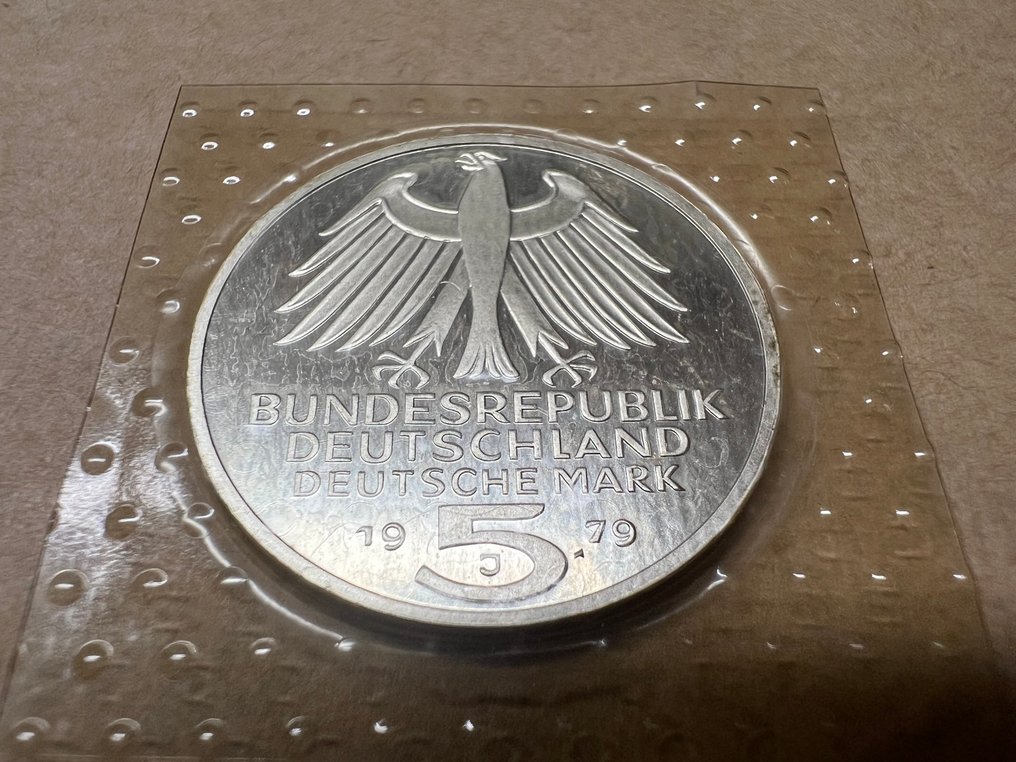 BUNDESREPUBLIK
DEUTSCHLAND
DEUTSCHE MARK
19 5 79
J